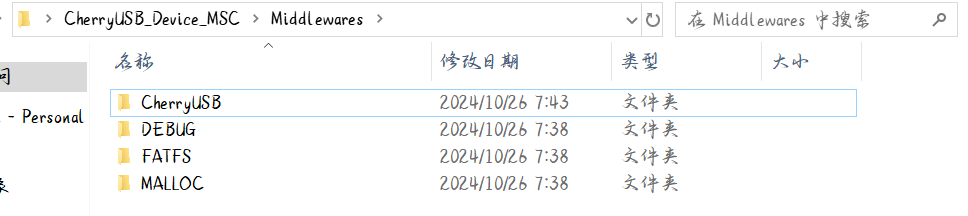 CherryUSB_Device_MSC > Middlewares >
在 Middlewares 中搜索
名称 修改日期 类型 大小
问
CherryUSB 2024/10/26 7:43 文件夹
- Personal
DEBUG 2024/10/26 7:38 文件夹
FATFS 2024/10/26 7:38 文件夹
MALLOC 2024/10/26 7:38 文件夹